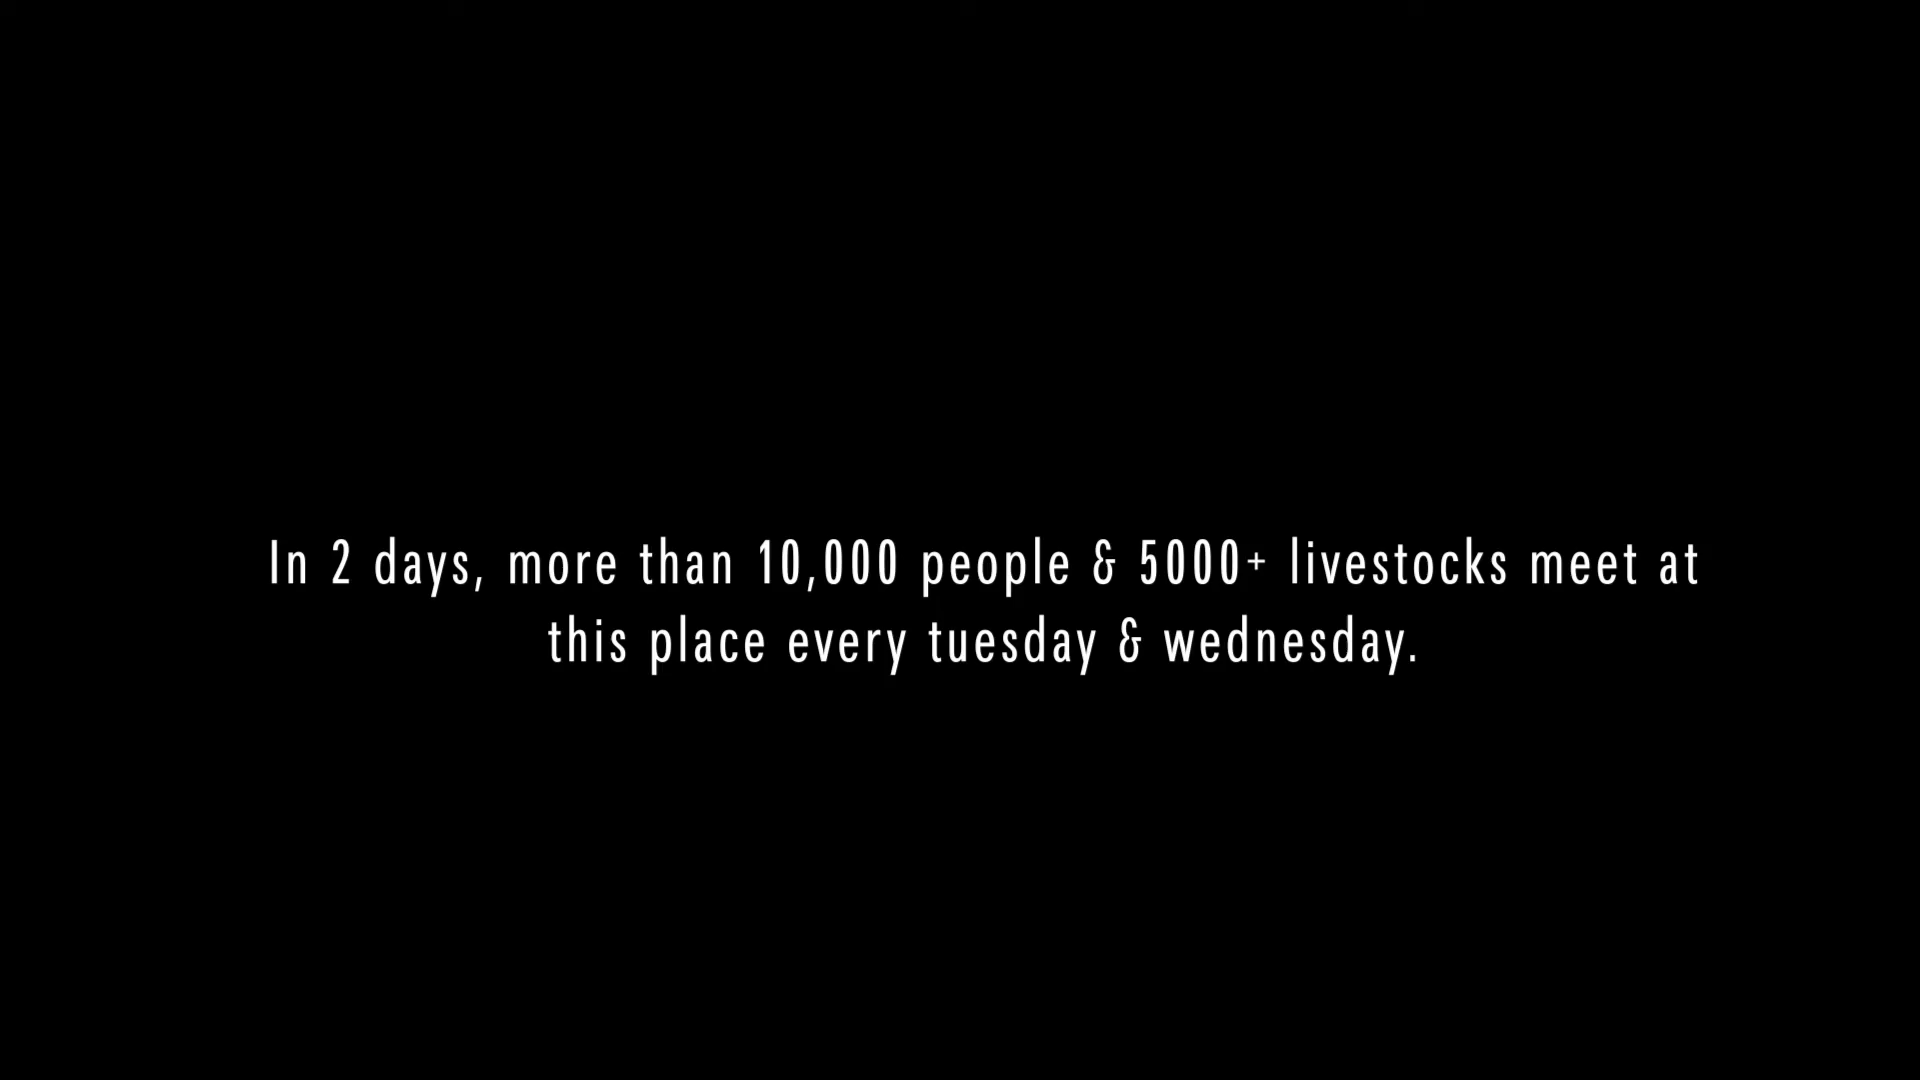 In 2 days, more than 10,000 people & 5000+ livestocks meet at
this place every tuesday & wednesday.